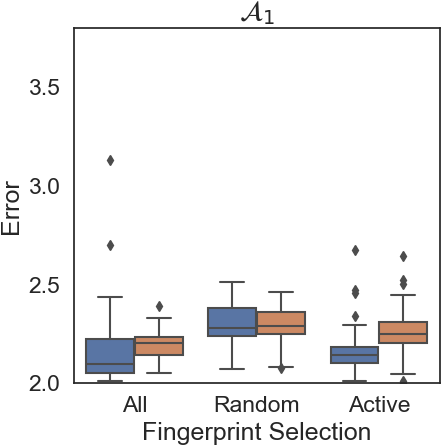 𝒜₁
3.5
3.0
2.5
2.0
Error
All Random Active
Fingerprint Selection